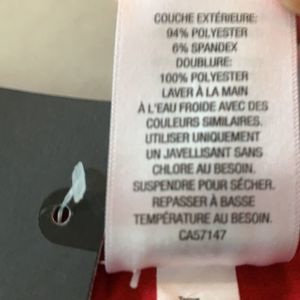 COUCHE EXTÉRIEURE:
94% POLYESTER
6% SPANDEX
DOUBLURE:
100% POLYESTER
LAVER À LA MAIN
À L'EAU FROIDE AVEC DES
COULEURS SIMILAIRES.
UTILISER UNIQUEMENT
UN JAVELLISANT SANS
CHLORE AU BESOIN.
SUSPENDRE POUR SÉCHER.
REPASSER À BASSE
TEMPÉRATURE AU BESOIN.
CA57147